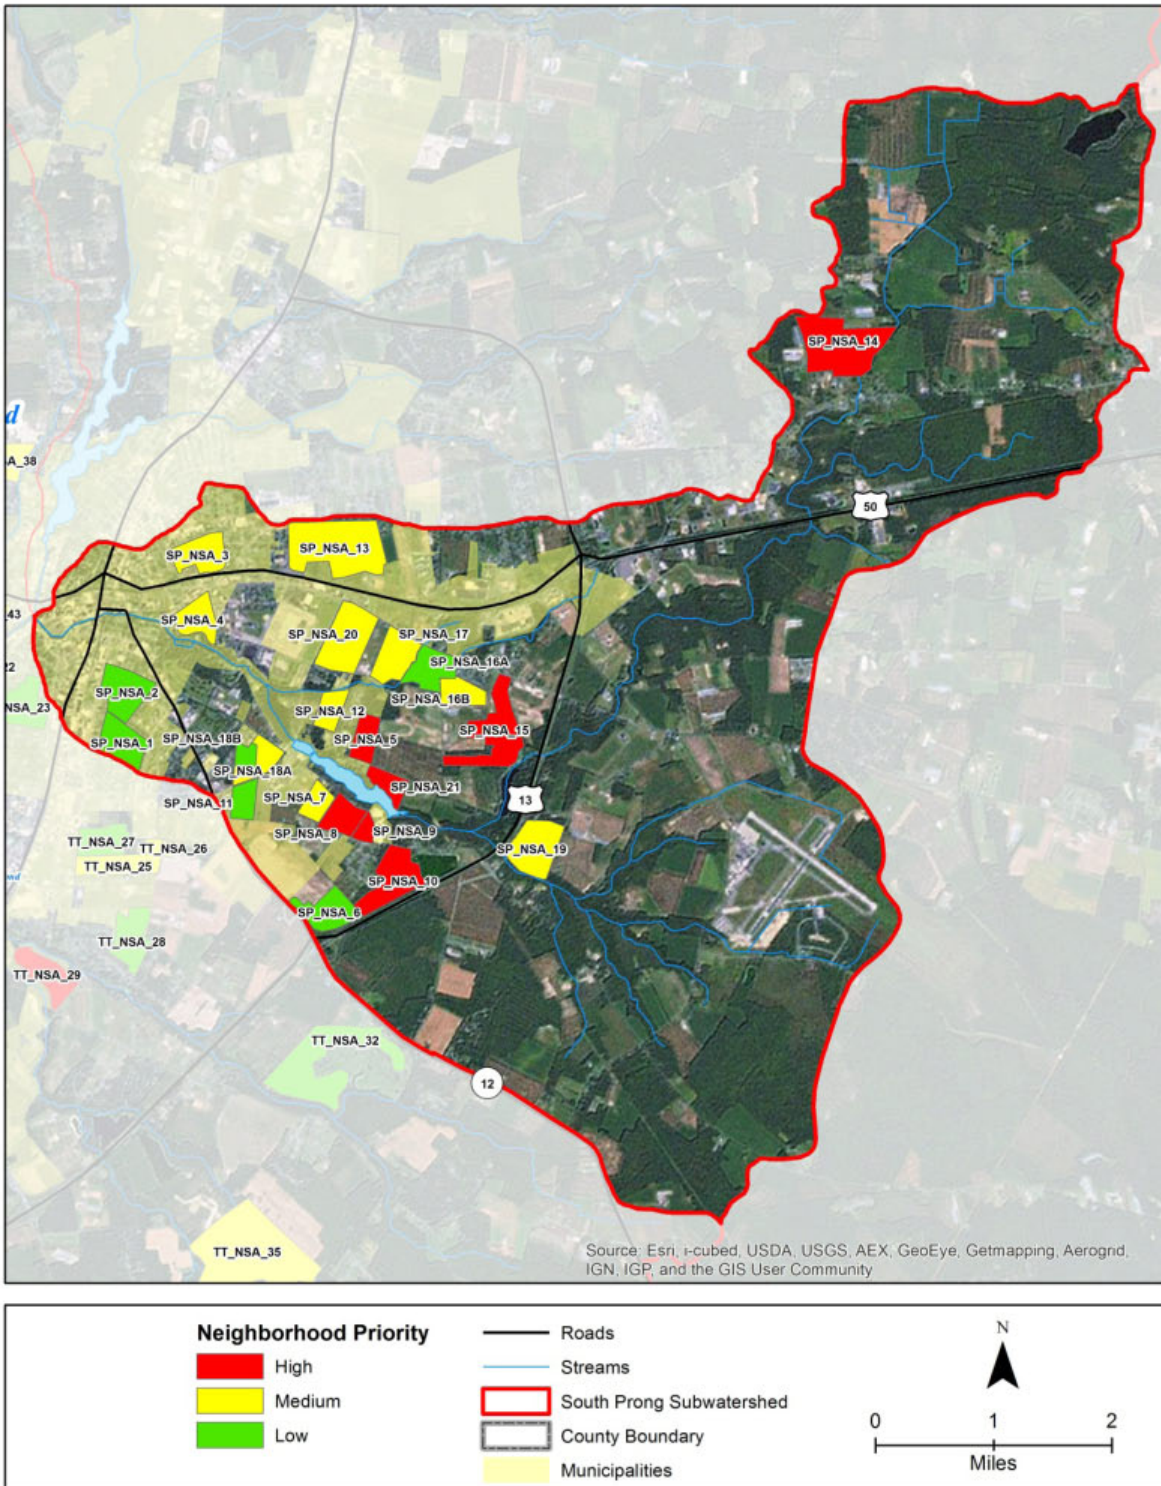 SP_NSA_14
d
A_38
50
SP_NSA_3
SP_NSA_13
43
SP_NSA_4
SP_NSA_20
SP_NSA_17
22
SP_NSA_16A
SP_NSA_2
SP_NSA_16B
NSA_23
SP_NSA_12
SP_NSA_15
SP_NSA_1
SP_NSA_18B
SP_NSA_5
SP_NSA_18A
SP_NSA_21
SP_NSA_11
SP_NSA_7
13
SP_NSA_8
SP_NSA_9
TT_NSA_27
TT_NSA_26
SP_NSA_19
TT_NSA_25
SP_NSA_10
SP_NSA_6
TT_NSA_28
TT_NSA_29
TT_NSA_32
12
TT_NSA_35
Source: Esri, i-cubed, USDA, USGS, AEX, GeoEye, Getmapping, Aerogrid,
IGN, IGP, and the GIS User Community
Neighborhood Priority
High
Medium
Low
Roads
Streams
South Prong Subwatershed
County Boundary
Municipalities
N
0 1 2
Miles